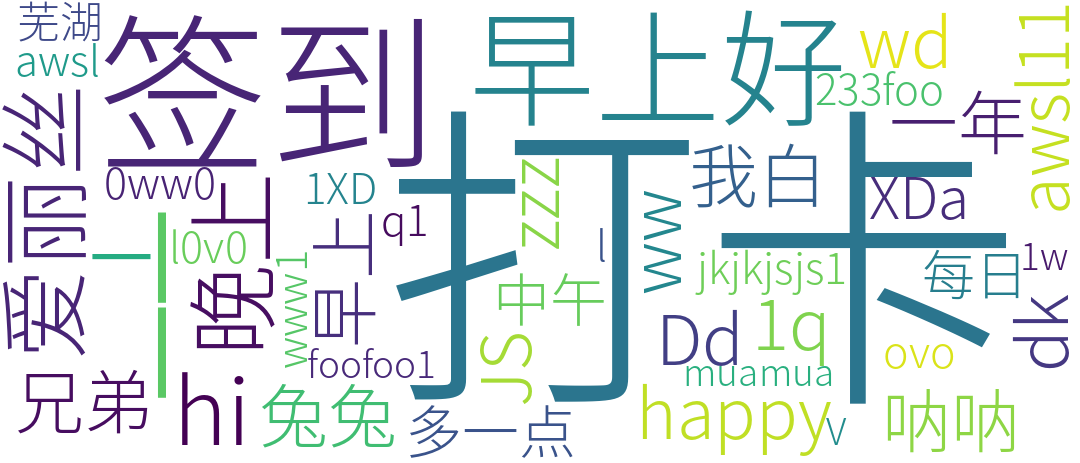 芜湖
签到
早上好
wd
awsl11
awsl
233foo
一年
爱丽丝
打卡
我白
0ww0
晚上
1XD
zzz
XDa
q1
ww
l0v0
早上
l
jkjkjsjs1
每日
1w
www1
中午
1q
dk
Dd
JS
foofoo1
muamua
ovo
兄弟
hi
兔兔
多一点
happy
v
呐呐